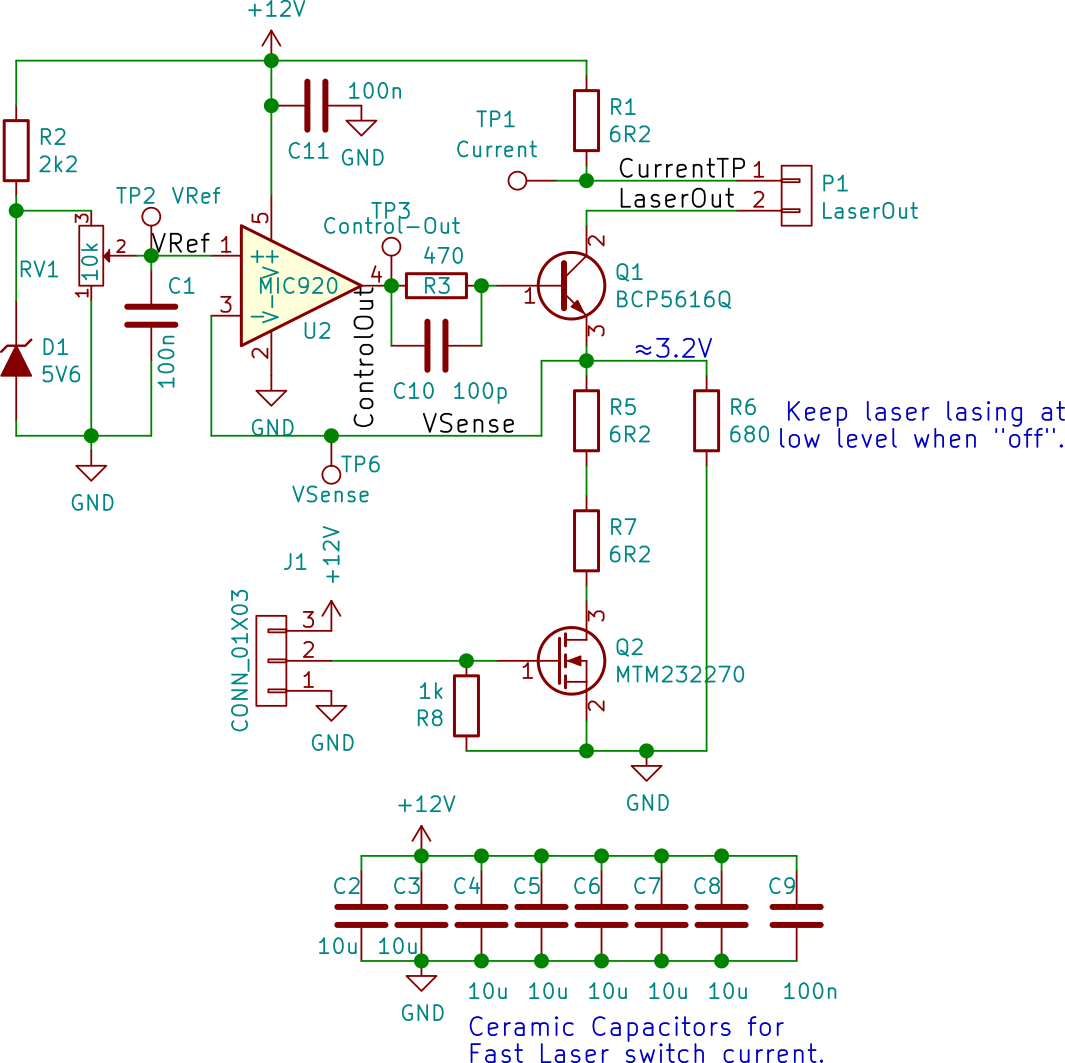 +12V
100n
C11
GND
R2
2k2
R1
6R2
TP1
Current
CurrentTP
LaserOut
1
2
P1
LaserOut
TP2
VRef
VRef
3
2
1
10k
RV1
C1
100n
D1
5V6
GND
5
1
3
4
2
+
-
V+
V-
MIC920
U2
GND
TP3
Control-Out
ControlOut
470
R3
C10
100p
VSense
TP6
VSense
2
1
3
Q1
BCP5616Q
≈3.2V
R5
6R2
R6
680
Keep laser lasing at
low level when "off".
R7
6R2
J1
+12V
CONN_01X03
3
2
1
GND
1k
R8
3
1
2
Q2
MTM232270
GND
+12V
C2
C3
C4
C5
C6
C7
C8
C9
10u
10u
10u
10u
10u
10u
10u
100n
GND
Ceramic Capacitors for
Fast Laser switch current.